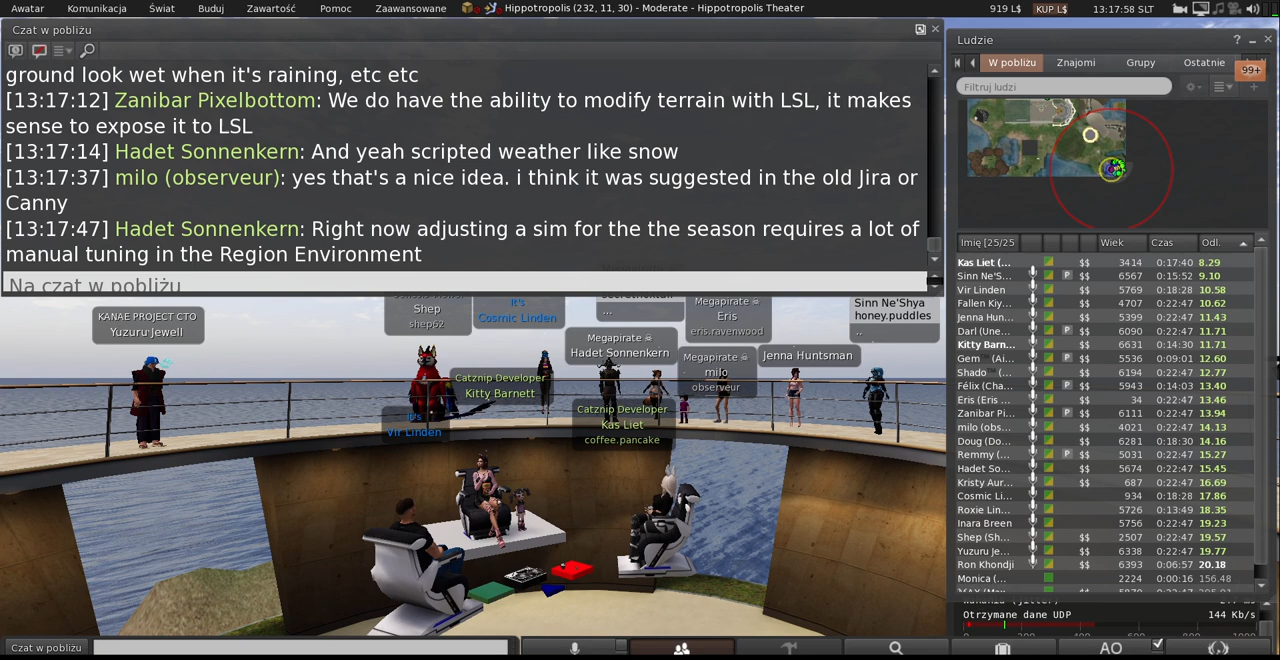 Awatar Komunikacja Świat Buduj Zawartość Pomoc Zaawansowane Hippotropolis (232, 11, 30) - Moderate - Hippotropolis Theater 919 L$ KUP L$ 13:17:58 SLT
Czat w pobliżu
ground look wet when it's raining, etc etc
[13:17:12] Zanibar Pixelbottom: We do have the ability to modify terrain with LSL, it makes
sense to expose it to LSL
[13:17:14] Hadet Sonnenkern: And yeah scripted weather like snow
[13:17:37] milo (observeur): yes that's a nice idea. i think it was suggested in the old Jira or
Canny
[13:17:47] Hadet Sonnenkern: Right now adjusting a sim for the the season requires a lot of
manual tuning in the Region Environment
Na czat w pobliżu
KANAE PROJECT CTO
Yuzuru Jewell
Shep
shep62
It's
Cosmic Linden
...
Megapirate ☠
Eris
eris.ravenwood
Sinn Ne'Shya
honey.puddles
..
Megapirate ☠
Hadet Sonnenkern
Megapirate ☠
milo
observeur
Jenna Huntsman
Catznip Developer
Kitty Barnett
It's
Vir Linden
Catznip Developer
Kas Liet
coffee.pancake
Ludzie
W pobliżu Znajomi Grupy Ostatnie
99+
Filtruj ludzi
Imię [25/25 Wiek Czas Odl.
Kas Liet (... $$ 3414 0:17:40 8.29
Sinn Ne'S... P $$ 6567 0:15:52 9.10
Vir Linden $$ 5769 0:18:28 10.58
Fallen Kiy... $$ 4707 0:22:47 10.62
Jenna Hun... $$ 5399 0:22:47 11.43
Darl (Une... P $$ 6090 0:22:47 11.71
Kitty Barn... $$ 6631 0:14:30 11.71
Gem™ (Ai... P $$ 5536 0:09:01 12.60
Shado™ (... $$ 6194 0:22:47 12.77
Félix (Cha... P $$ 5943 0:14:03 13.40
Eris (Eris ... $$ 34 0:22:47 13.46
Zanibar Pi... P $$ 6111 0:22:47 13.94
milo (obs... $$ 4021 0:22:47 14.13
Doug (Do... $$ 6281 0:18:30 14.16
Remmy (... P $$ 5031 0:22:47 15.27
Hadet So... $$ 5674 0:22:47 15.45
Kristy Aur... $$ 687 0:22:47 16.69
Cosmic Li... 934 0:18:28 17.86
Roxie Lin... 5726 0:13:49 18.35
Inara Breen 5756 0:22:47 19.23
Shep (Sh... $$ 2507 0:22:47 19.57
Yuzuru Je... $$ 6338 0:22:47 19.77
Ron Khondji $$ 6393 0:06:57 20.18
Monica (... 2224 0:00:16 156.48
Otrzymane dane UDP 144 Kb/s
0 200 400 600 800 1000
Czat w pobliżu
AO